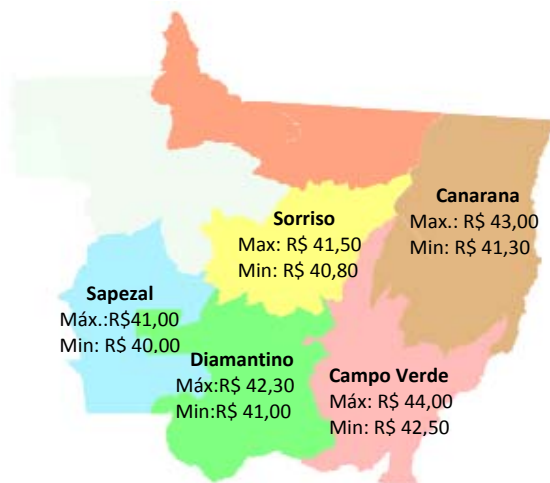 Canarana
Max.: R$ 43,00
Min: R$ 41,30
Sorriso
Max: R$ 41,50
Min: R$ 40,80
Sapezal
Máx.:R$41,00
Min: R$ 40,00
Diamantino
Máx:R$ 42,30
Min:R$ 41,00
Campo Verde
Máx: R$ 44,00
Min: R$ 42,50